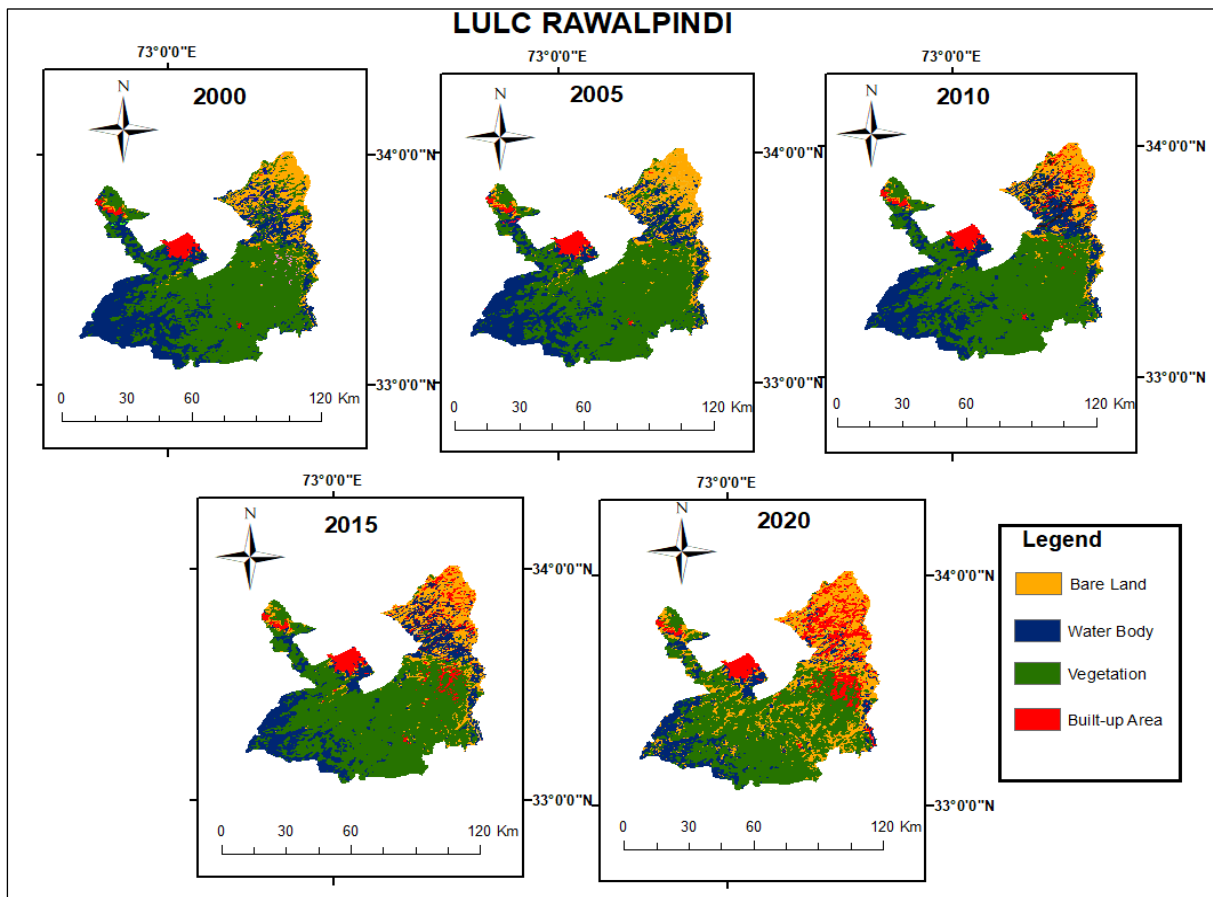 LULC RAWALPINDI
73°0'0"E
73°0'0"E
73°0'0"E
N
2000
N
2005
N
2010
34°0'0"N
34°0'0"N
34°0'0"N
33°0'0"N
33°0'0"N
33°0'0"N
0 30 60 120 Km
0 30 60 120 Km
0 30 60 120 Km
73°0'0"E
73°0'0"E
N
2015
N
2020
34°0'0"N
34°0'0"N
33°0'0"N
33°0'0"N
0 30 60 120 Km
0 30 60 120 Km
Legend
Bare Land
Water Body
Vegetation
Built-up Area